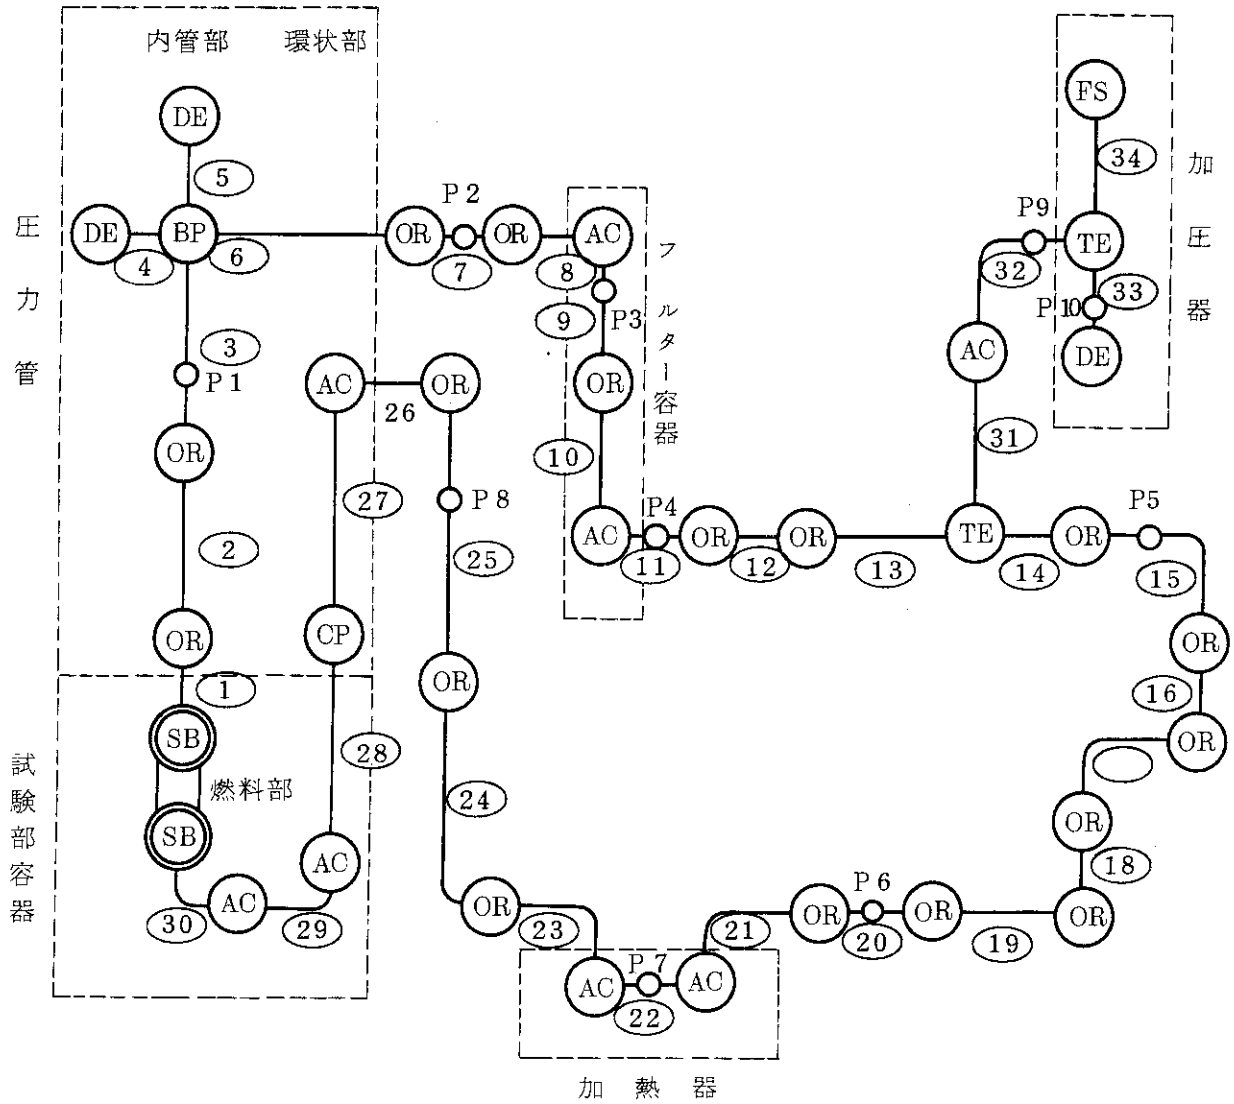 内管部 環状部
DE
5
DE
4
BP
6
OR
P 2
7
OR
8
AC
9
P3
OR
10
AC
フィルター容器
圧力管
3
P 1
OR
2
OR
1
AC
26
OR
27
P 8
25
CP
28
OR
24
SB
燃料部
SB
30
AC
29
AC
試験部容器
P4
11
OR
12
OR
13
TE
14
OR
P5
15
31
AC
32
P9
TE
34
FS
33
P 10
DE
加圧器
OR
16
OR
OR
18
OR
19
OR
P 6
20
OR
21
AC
P 7
22
AC
23
OR
加熱器